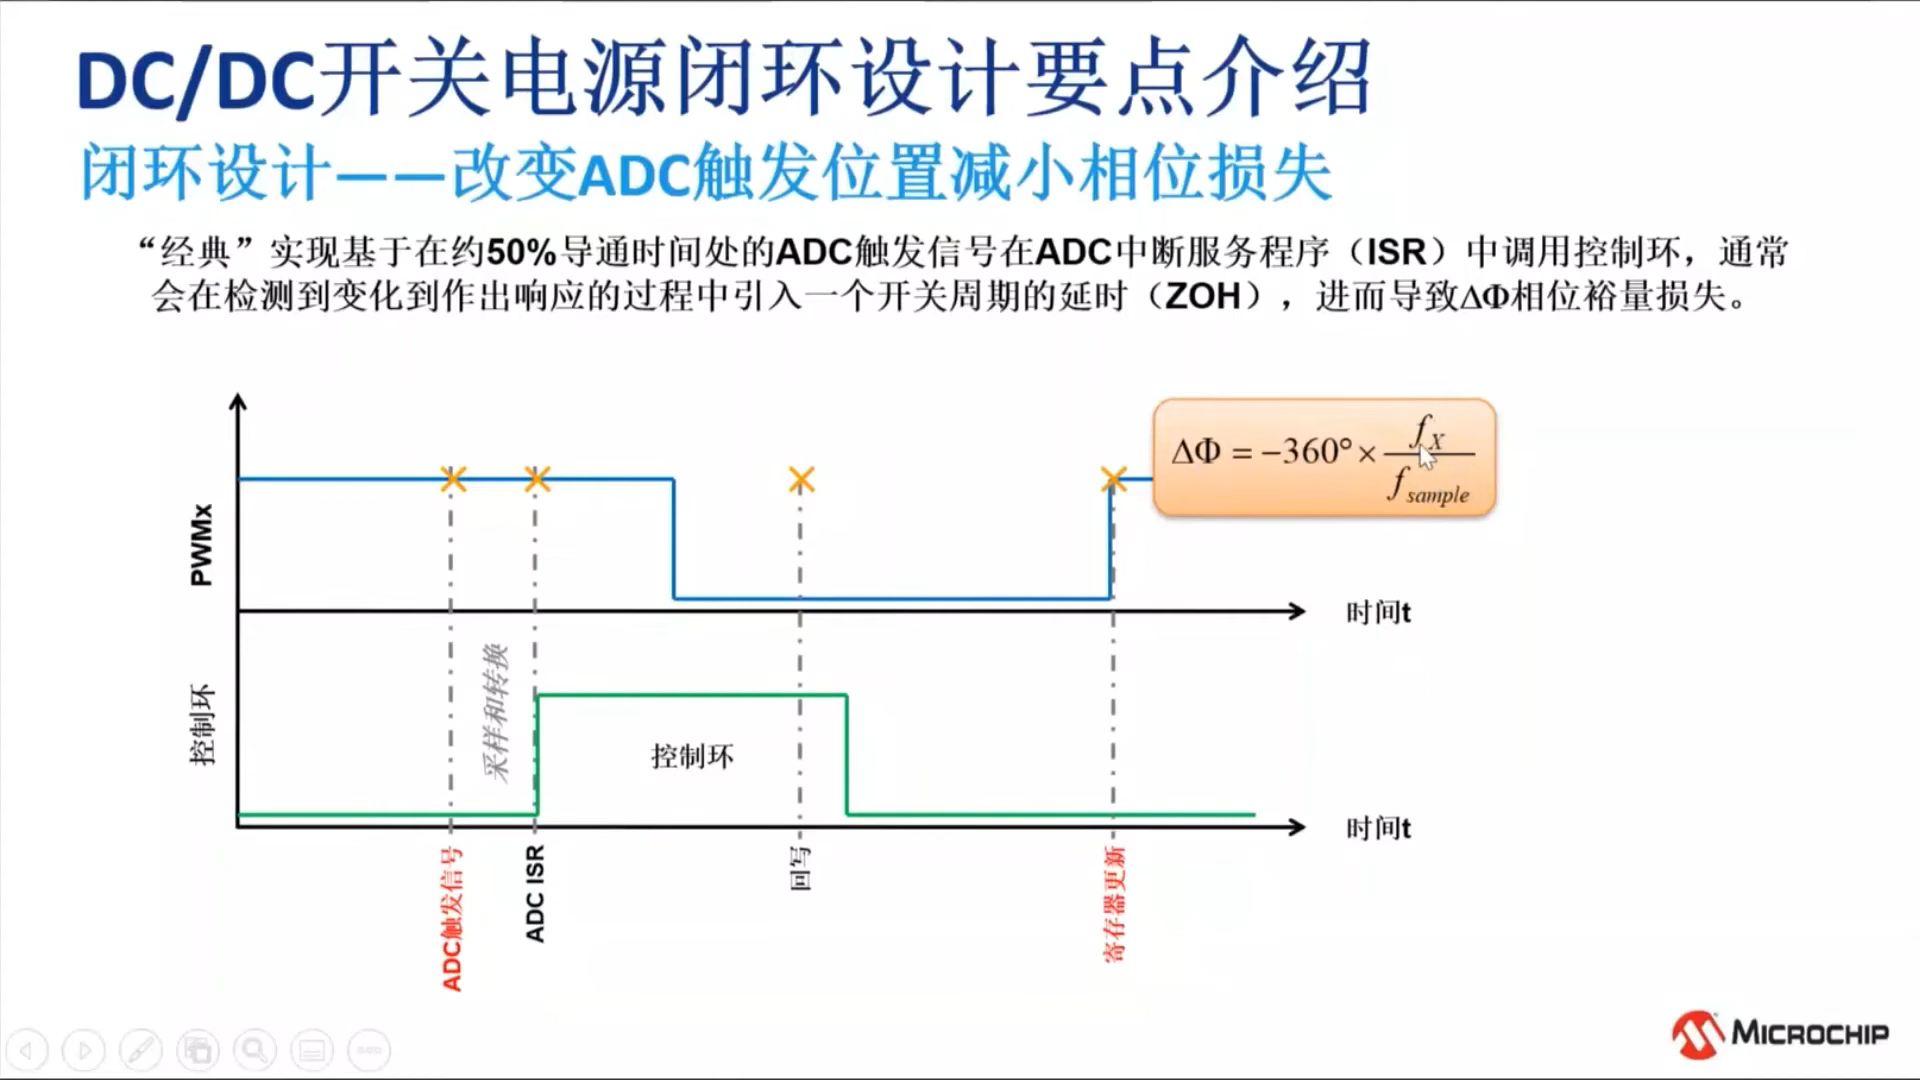 DC/DC开关电源闭环设计要点介绍
闭环设计——改变ADC触发位置减小相位损失
“经典”实现基于在约50%导通时间处的ADC触发信号在ADC中断服务程序（ISR）中调用控制环，通常
会在检测到变化到作出响应的过程中引入一个开关周期的延时（ZOH），进而导致ΔΦ相位裕量损失。
ΔΦ = −360° × f_X / f_sample
PWMx
时间t
控制环
采样和转换
控制环
时间t
ADC触发信号
ADC ISR
回写
寄存器更新
MICROCHIP